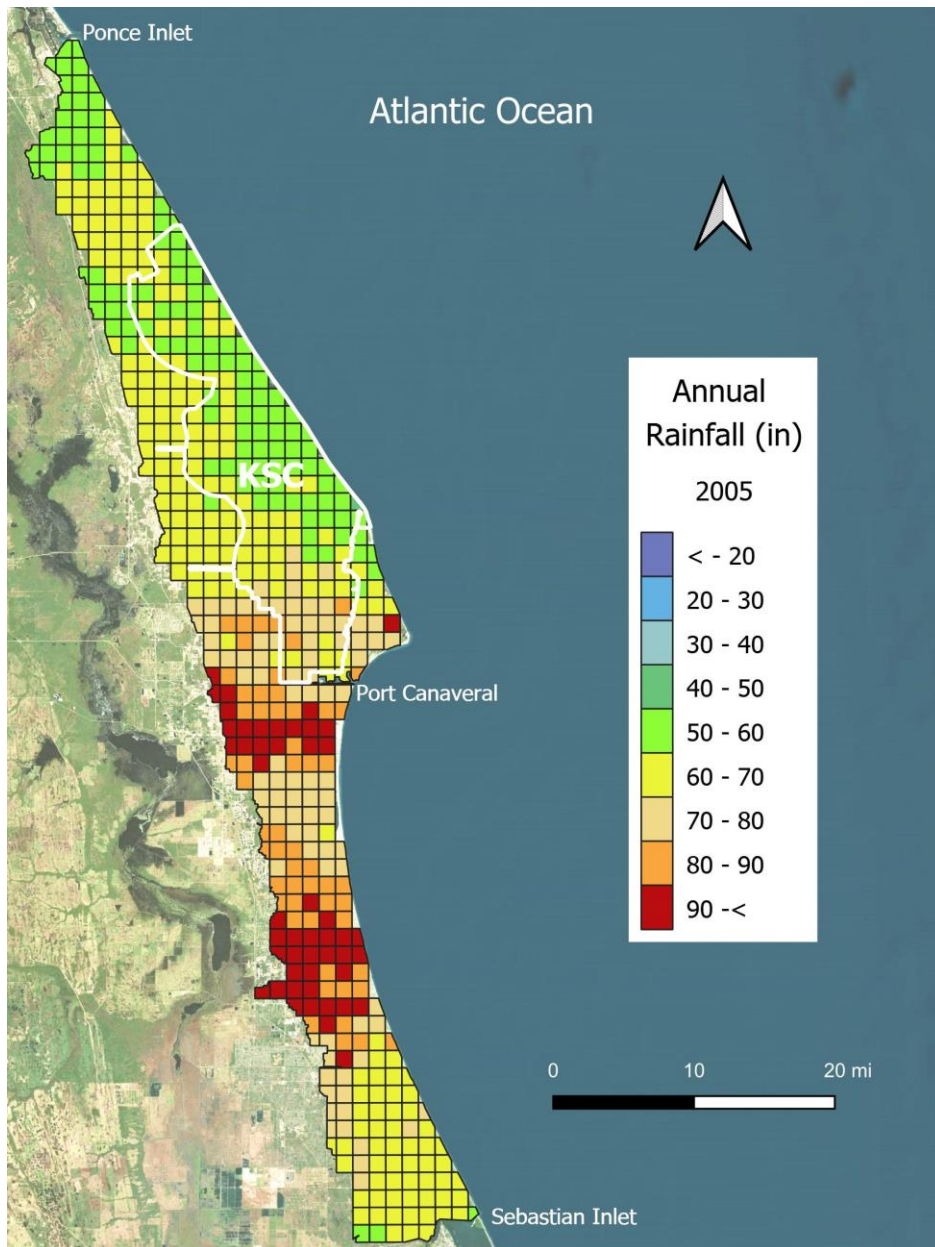 Ponce Inlet
Atlantic Ocean
KSC
Port Canaveral
Sebastian Inlet
Annual
Rainfall (in)
2005
< - 20
20 - 30
30 - 40
40 - 50
50 - 60
60 - 70
70 - 80
80 - 90
90 -<
0 10 20 mi